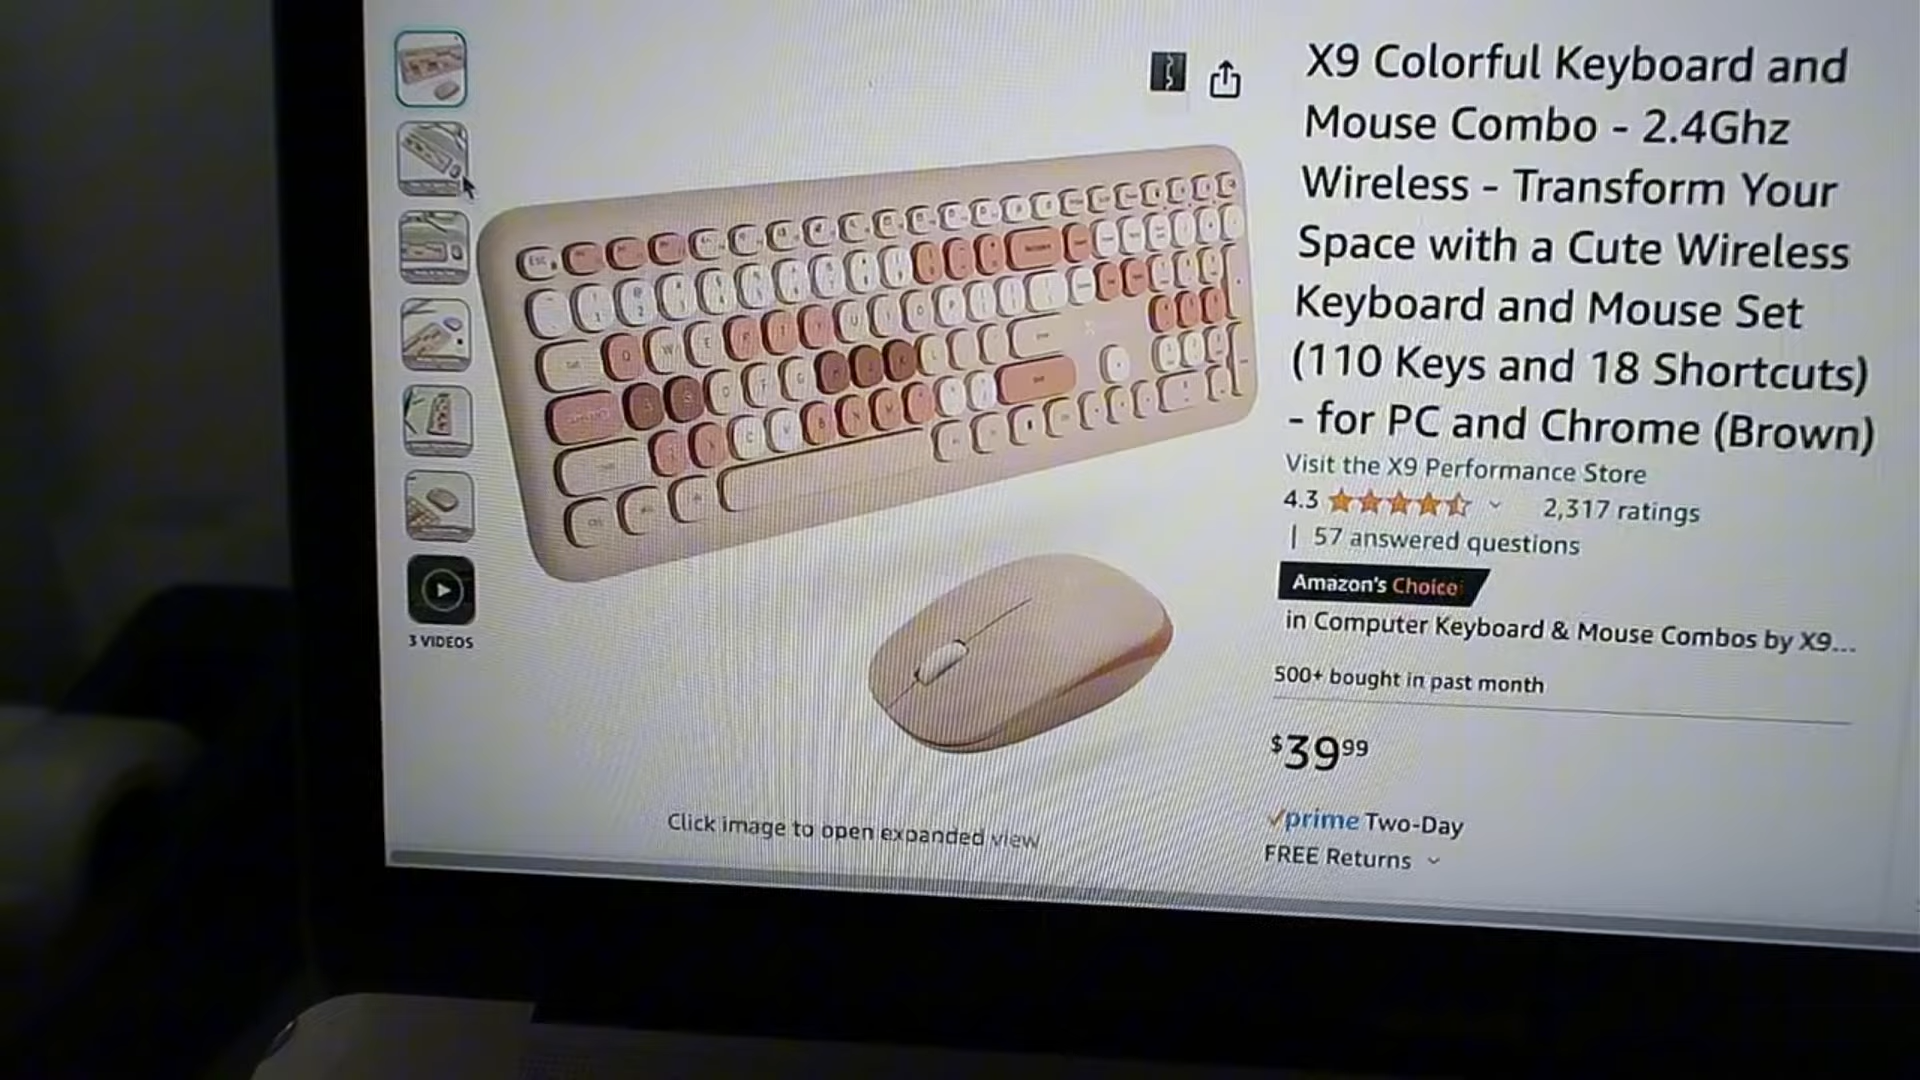 X9 Colorful Keyboard and
Mouse Combo - 2.4Ghz
Wireless - Transform Your
Space with a Cute Wireless
Keyboard and Mouse Set
(110 Keys and 18 Shortcuts)
- for PC and Chrome (Brown)
Visit the X9 Performance Store
4.3 2,317 ratings
| 57 answered questions
Amazon's Choice
in Computer Keyboard & Mouse Combos by X9...
500+ bought in past month
$39.99
prime Two-Day
FREE Returns
3 VIDEOS
Click image to open expanded view
Esc
Q W E R T Y U